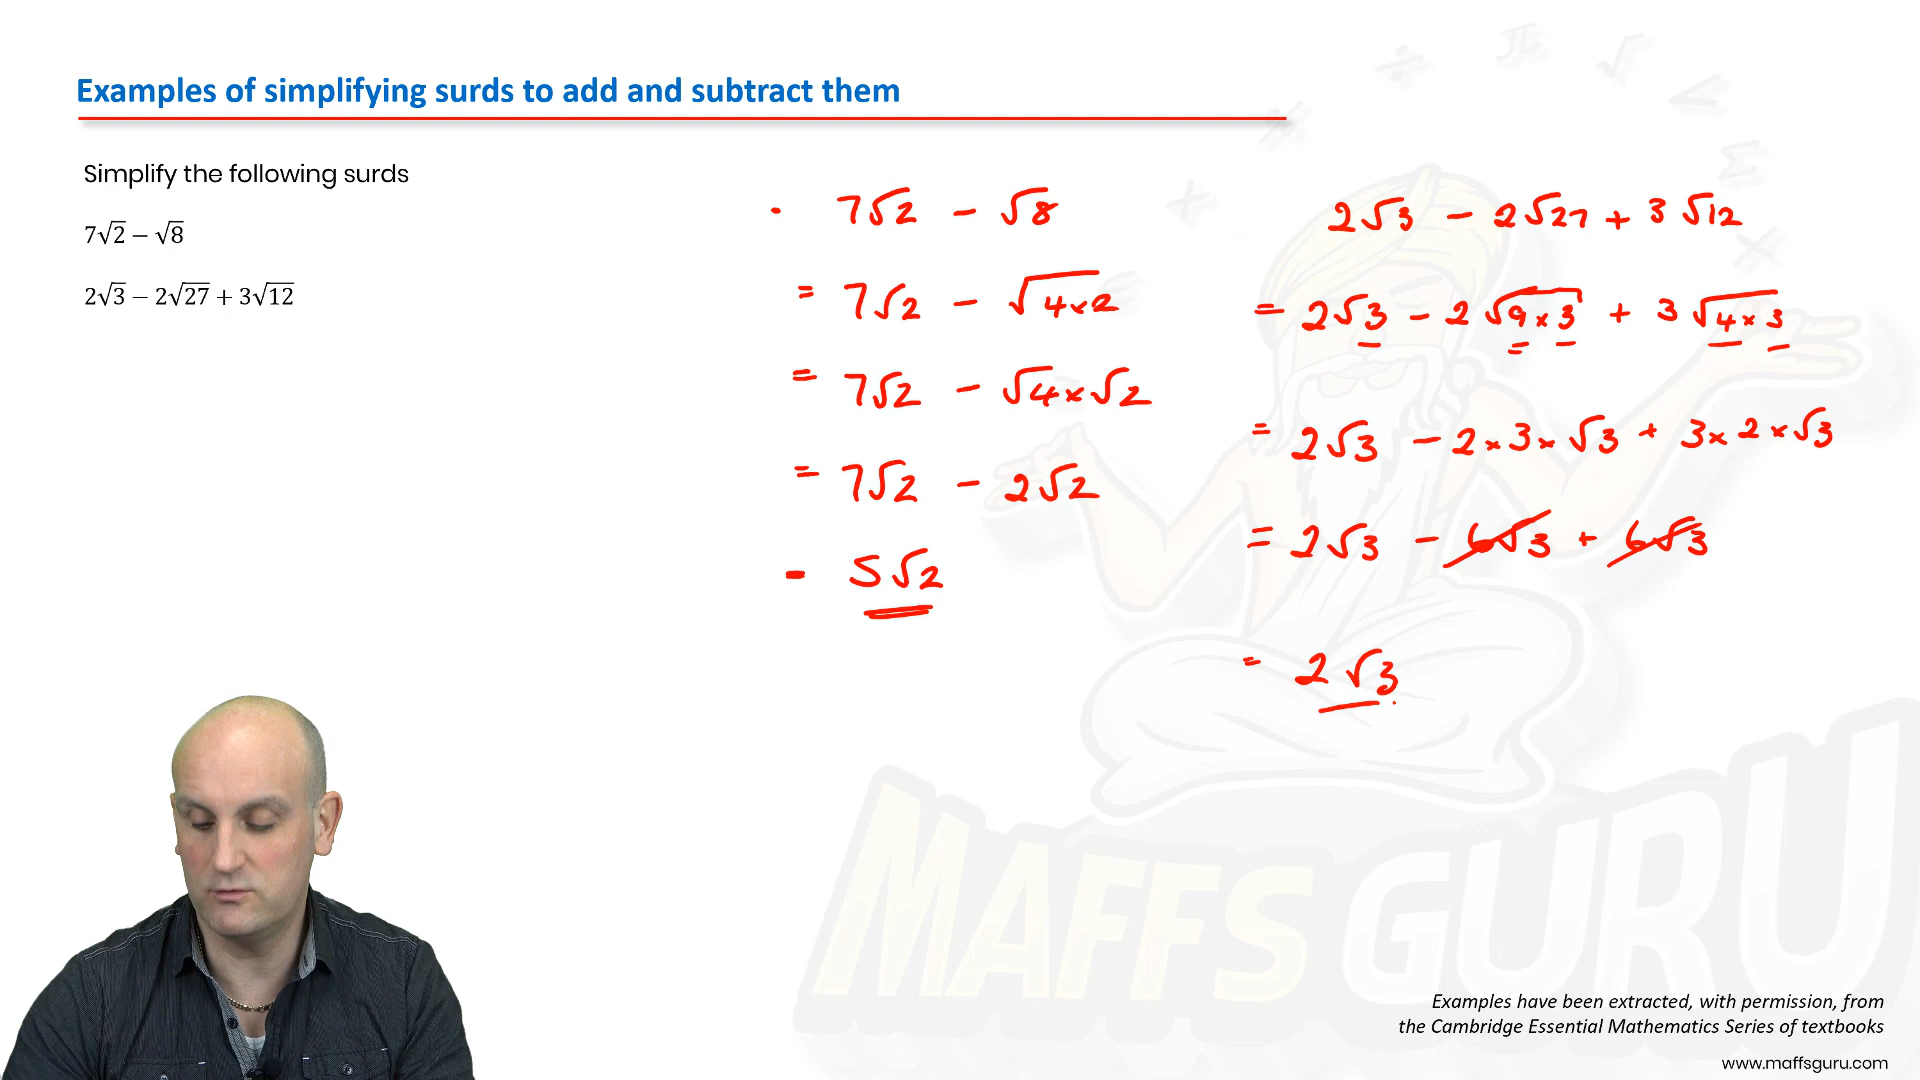 Examples of simplifying surds to add and subtract them
Simplify the following surds
7√2 − √8
2√3 − 2√27 + 3√12
7√2 − √8
= 7√2 − √4×2
= 7√2 − √4×√2
= 7√2 − 2√2
= 5√2
2√3 − 2√27 + 3√12
= 2√3 − 2√9×3 + 3√4×3
= 2√3 − 2×3×√3 + 3×2×√3
= 2√3 − 6√3 + 6√3
= 2√3
MAFFS GURU
Examples have been extracted, with permission, from
the Cambridge Essential Mathematics Series of textbooks
www.maffsguru.com